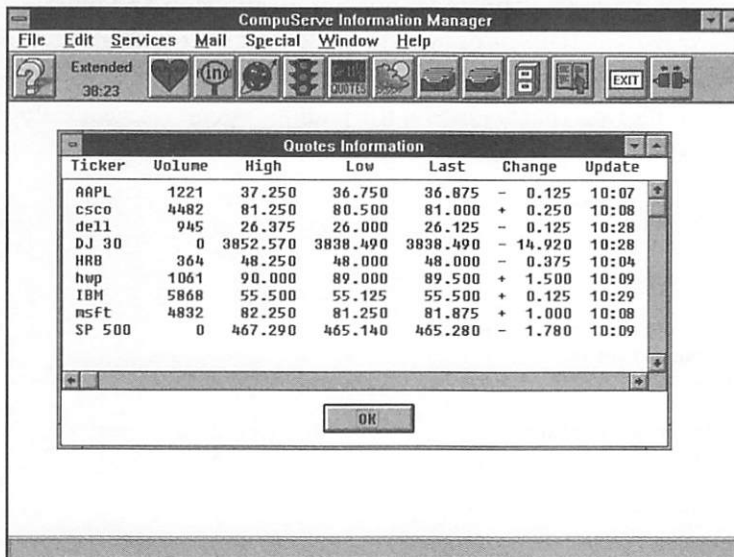 CompuServe Information Manager
File Edit Services Mail Special Window Help
Extended
38:23
QUOTES
EXIT
Quotes Information
Ticker Volume High Low Last Change Update
AAPL 1221 37.250 36.750 36.875 - 0.125 10:07
csco 4482 81.250 80.500 81.000 + 0.250 10:08
dell 945 26.375 26.000 26.125 - 0.125 10:28
DJ 30 0 3852.570 3838.490 3838.490 - 14.920 10:28
HRB 364 48.250 48.000 48.000 - 0.375 10:04
hwp 1061 90.000 89.000 89.500 + 1.500 10:09
IBM 5868 55.500 55.125 55.500 + 0.125 10:29
msft 4832 82.250 81.250 81.875 + 1.000 10:08
SP 500 0 467.290 465.140 465.280 - 1.780 10:09
OK